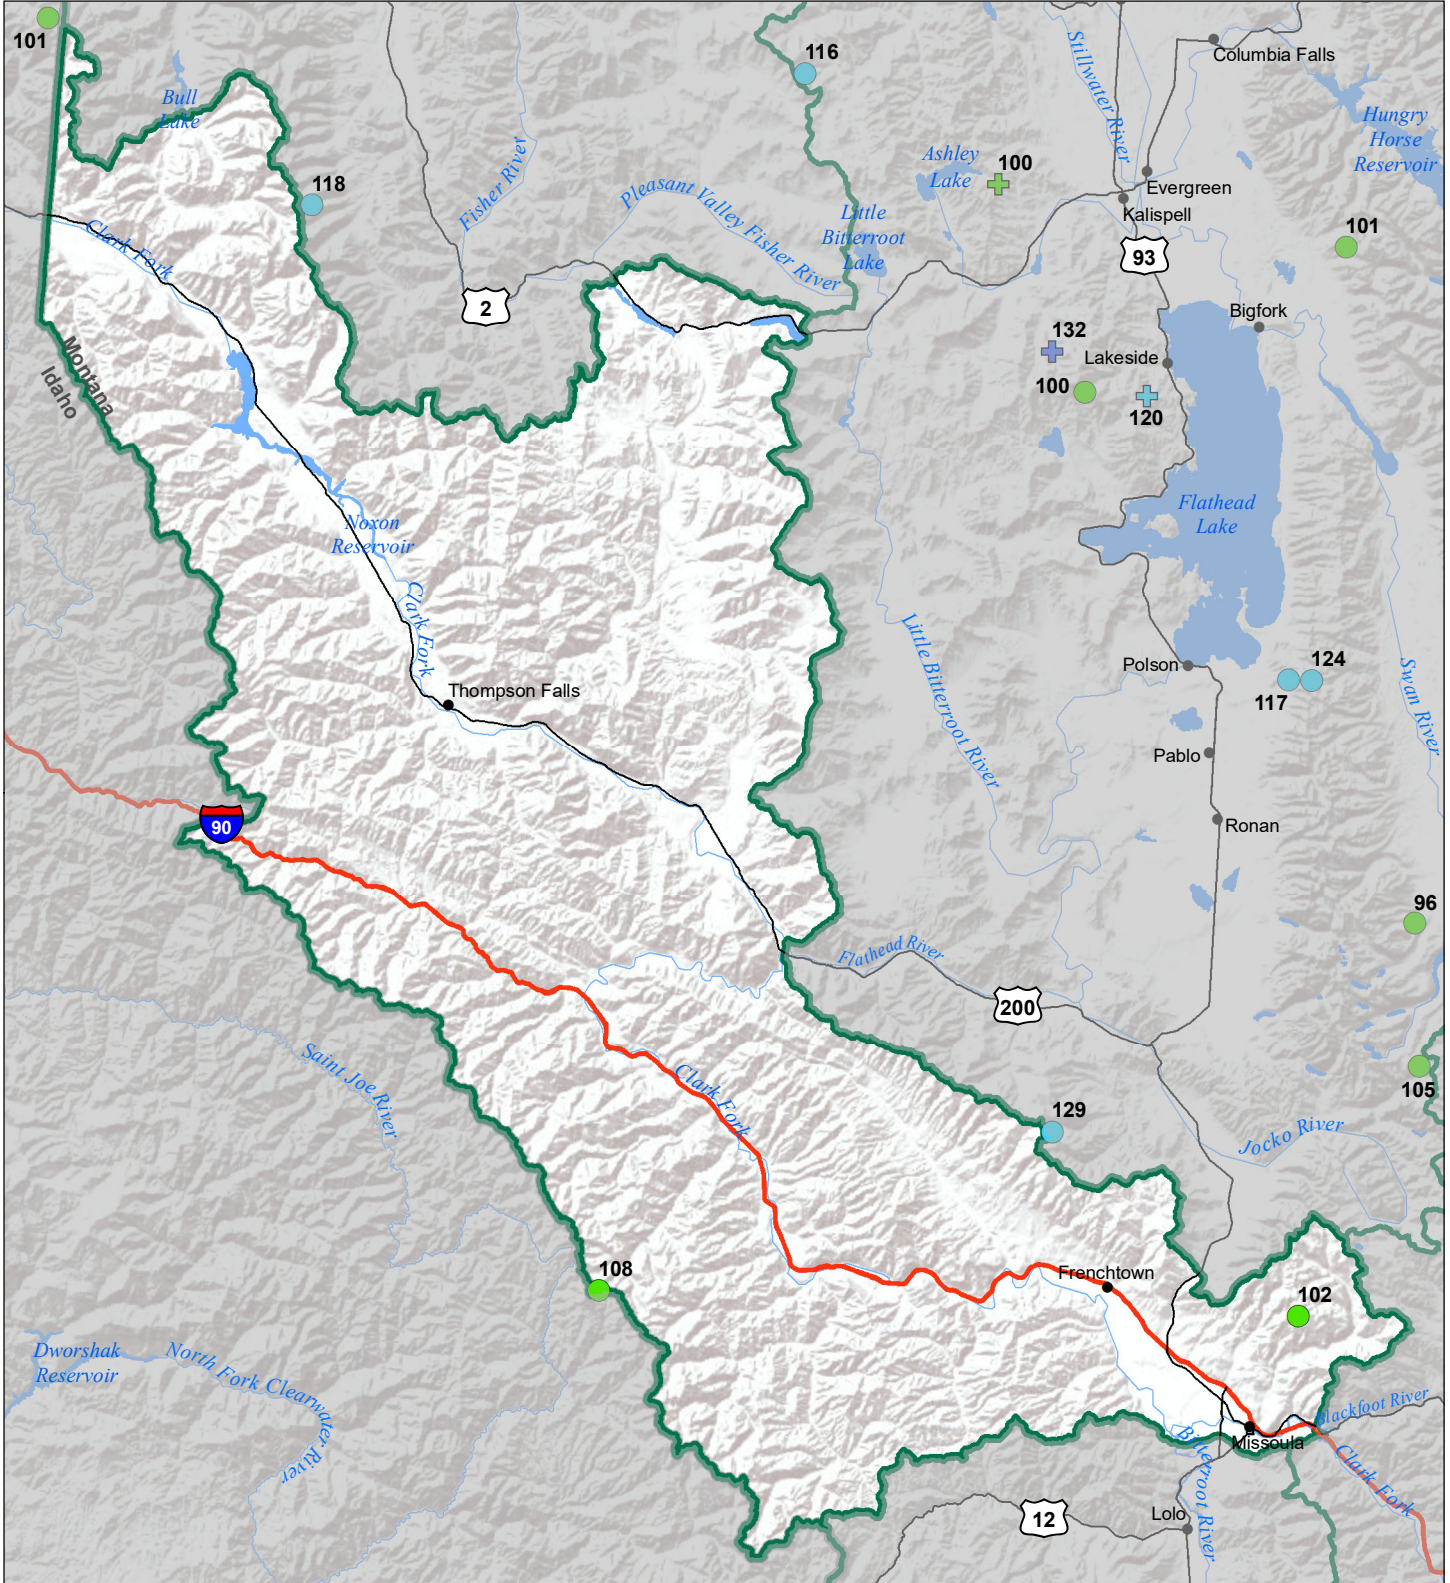 101
116
Columbia Falls
Stillwater River
Bull
Lake
Hungry
Horse
Reservoir
Fisher River
Ashley
Lake
100
118
Pleasant Valley Fisher River
Evergreen
Kalispell
Little
Bitterroot
Lake
Clark Fork
101
93
2
Bigfork
132
Lakeside
Montana
Idaho
100
120
Flathead
Lake
Noxon
Reservoir
Clark Fork
Little Bitterroot River
Polson
124
117
Swan River
Thompson Falls
Pablo
90
Ronan
96
Flathead River
200
Saint Joe River
Clark Fork
105
129
Jocko River
108
Frenchtown
102
Dworshak
Reservoir
North Fork Clearwater
River
Blackfoot River
Missoula
Bitterroot River
Clark Fork
12
Lolo